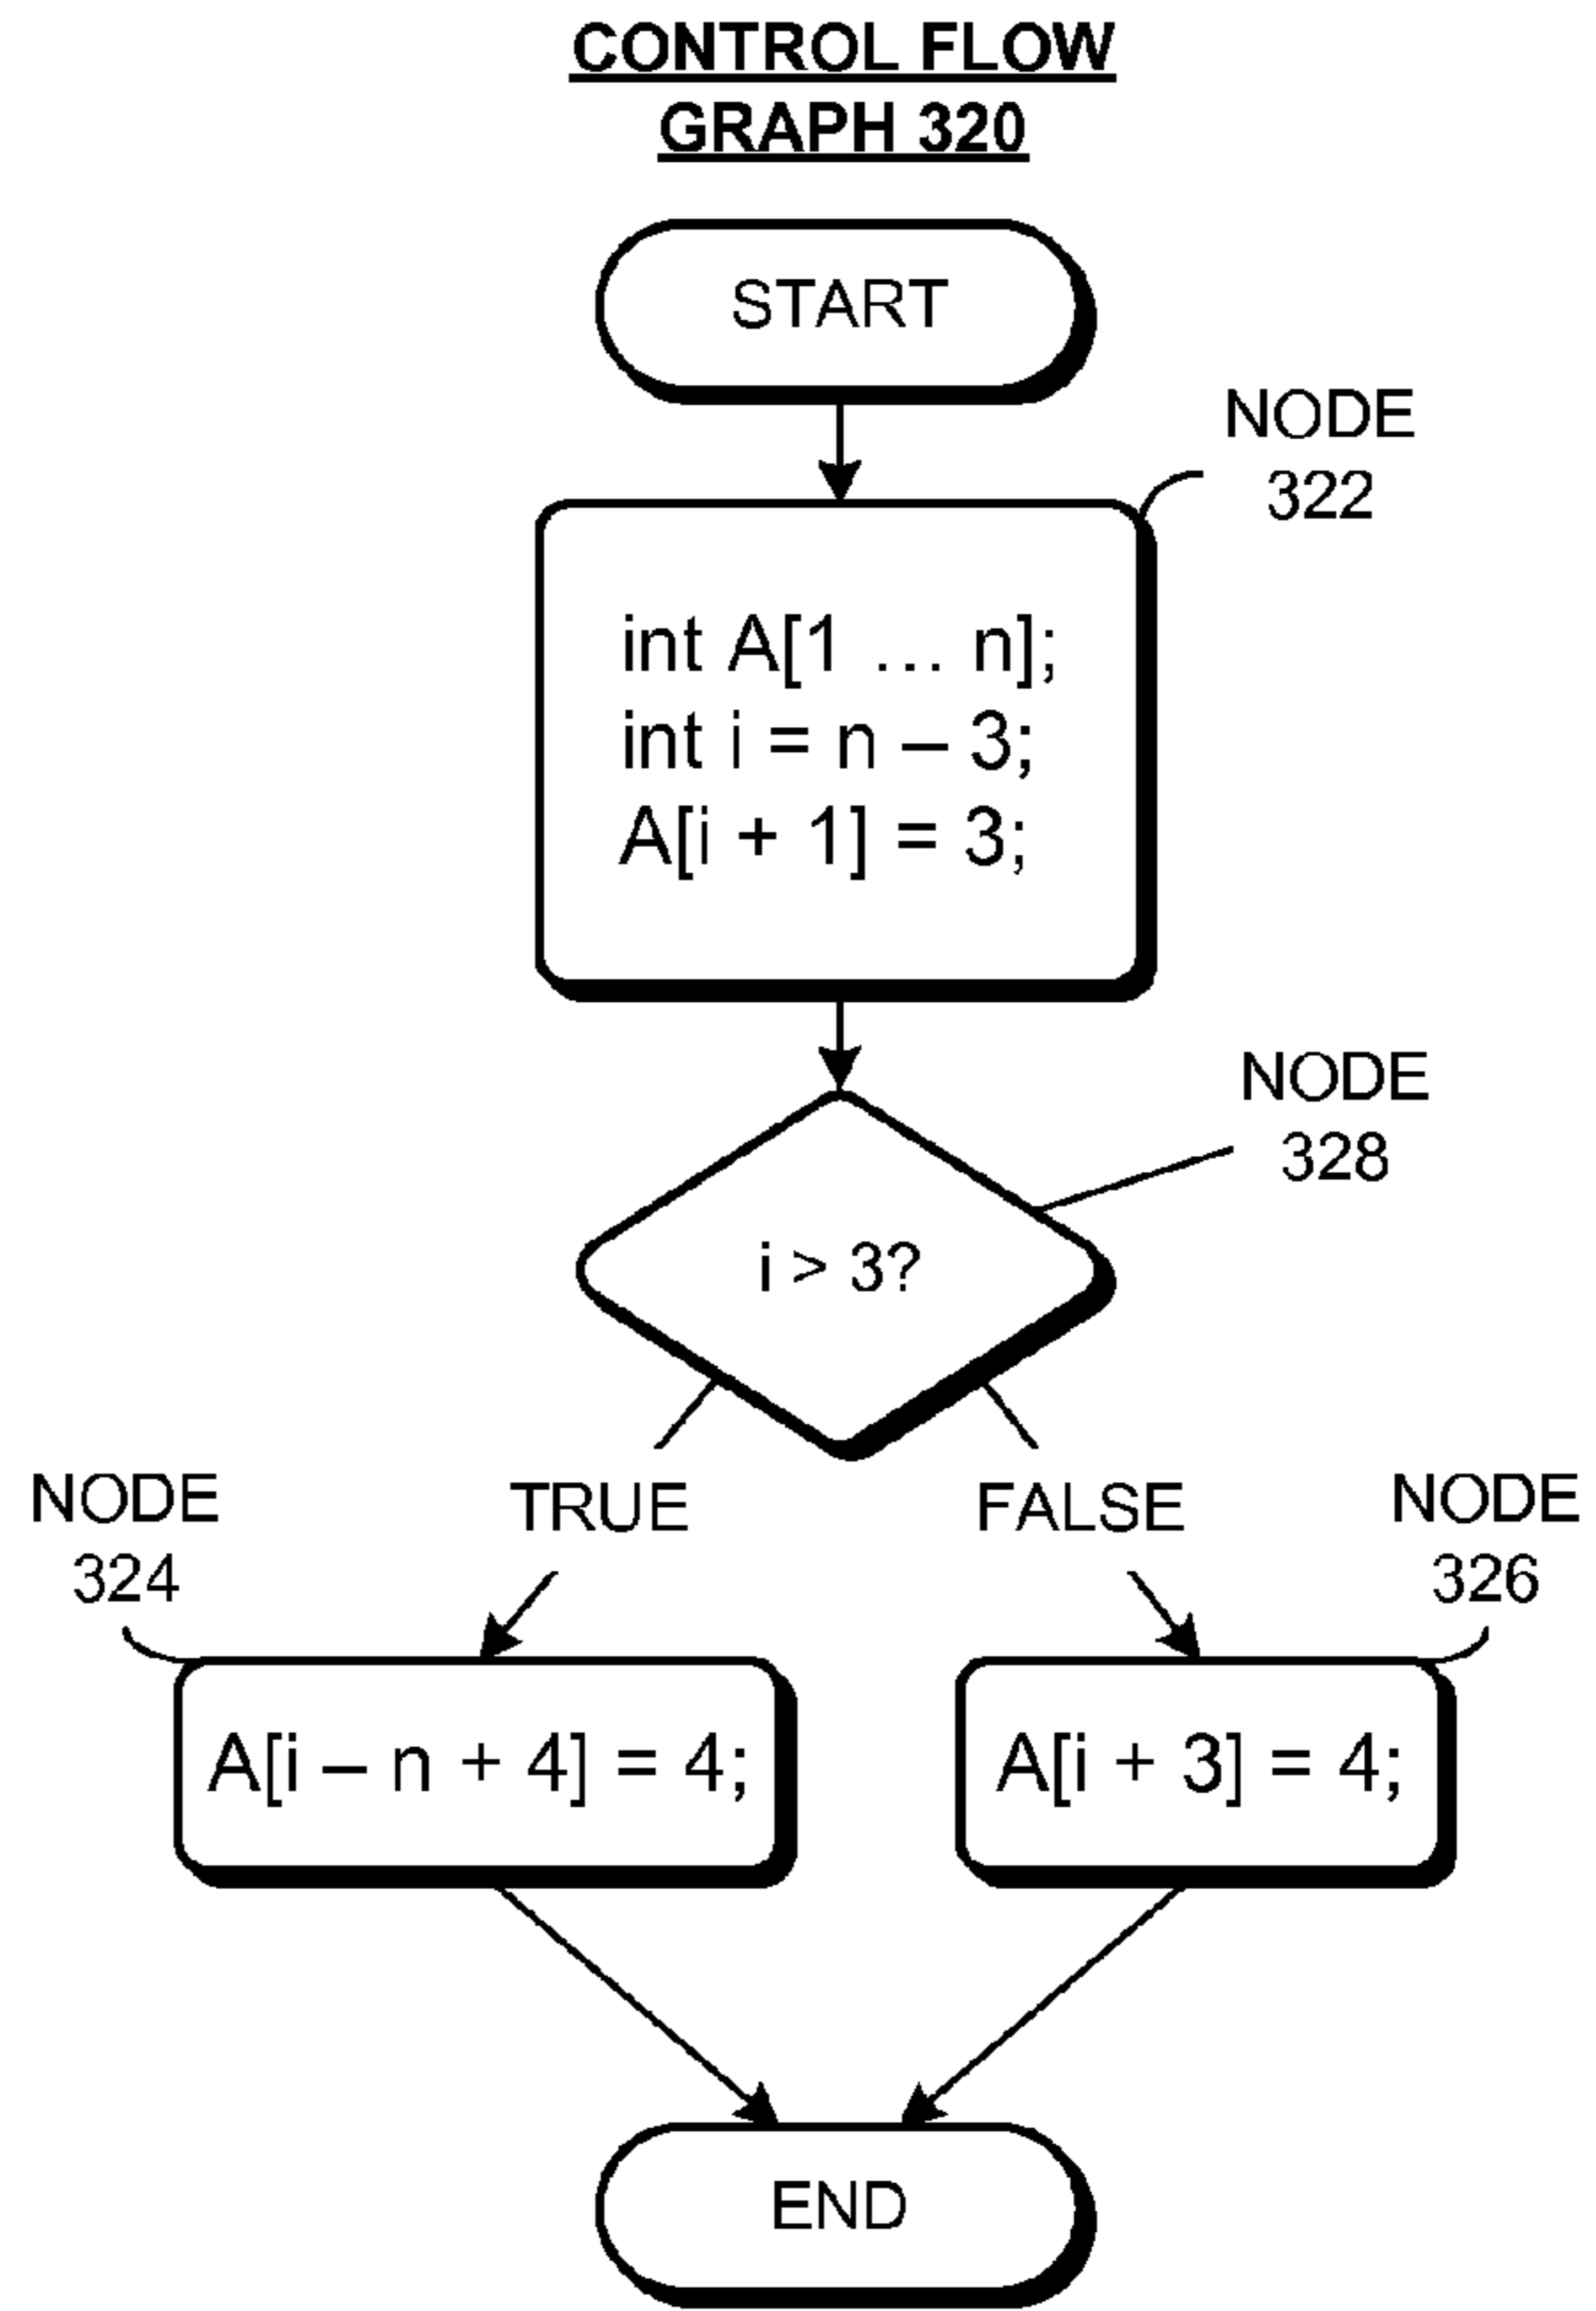 CONTROL FLOW
GRAPH 320
START
NODE
322
int A[1 ... n];
int i = n – 3;
A[i + 1] = 3;
NODE
328
i > 3?
TRUE
FALSE
NODE
324
NODE
326
A[i – n + 4] = 4;
A[i + 3] = 4;
END